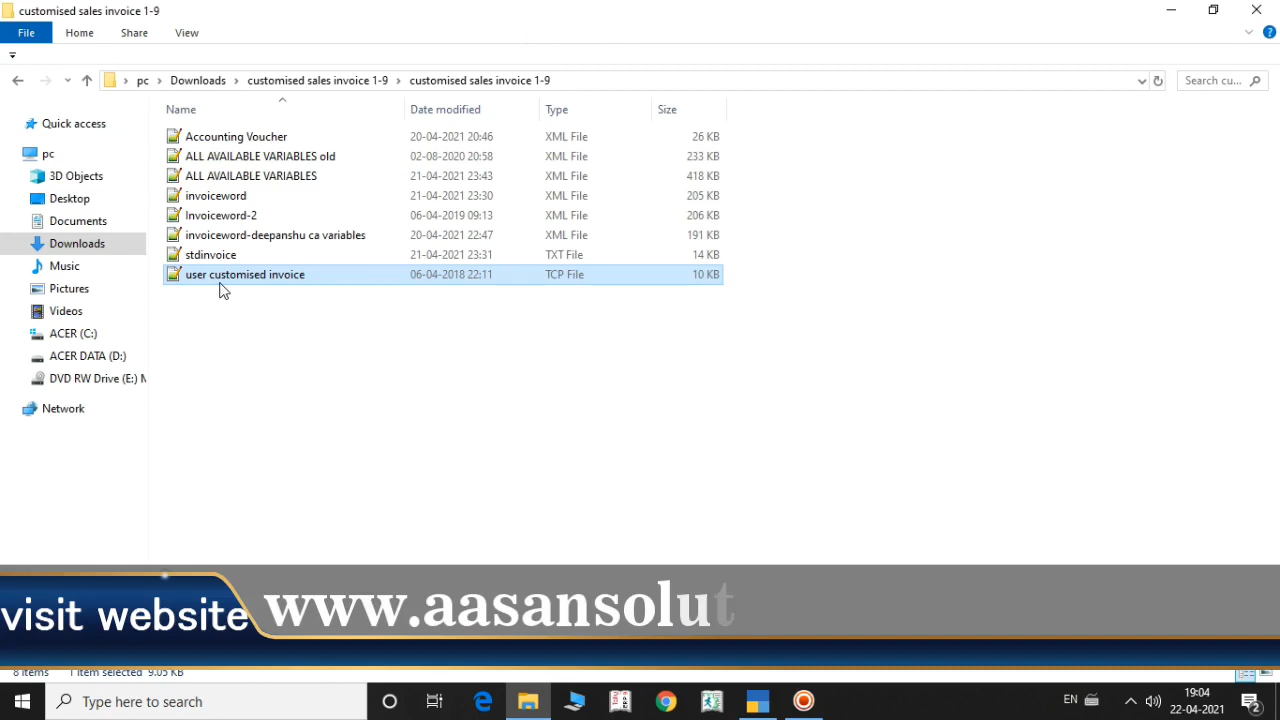 customised sales invoice 1-9
File Home Share View
pc Downloads customised sales invoice 1-9 customised sales invoice 1-9 Search cu...
Name Date modified Type Size
Quick access
pc
3D Objects
Desktop
Documents
Downloads
Music
Pictures
Videos
ACER (C:)
ACER DATA (D:)
DVD RW Drive (E:) M
Network
Accounting Voucher 20-04-2021 20:46 XML File 26 KB
ALL AVAILABLE VARIABLES old 02-08-2020 20:58 XML File 233 KB
ALL AVAILABLE VARIABLES 21-04-2021 23:43 XML File 418 KB
invoiceword 21-04-2021 23:30 XML File 205 KB
Invoiceword-2 06-04-2019 09:13 XML File 206 KB
invoiceword-deepanshu ca variables 20-04-2021 22:47 XML File 191 KB
stdinvoice 21-04-2021 23:31 TXT File 14 KB
user customised invoice 06-04-2018 22:11 TCP File 10 KB
visit website www.aasansolut
8 items 1 item selected 9.05 KB
Type here to search
EN
19:04
22-04-2021
2